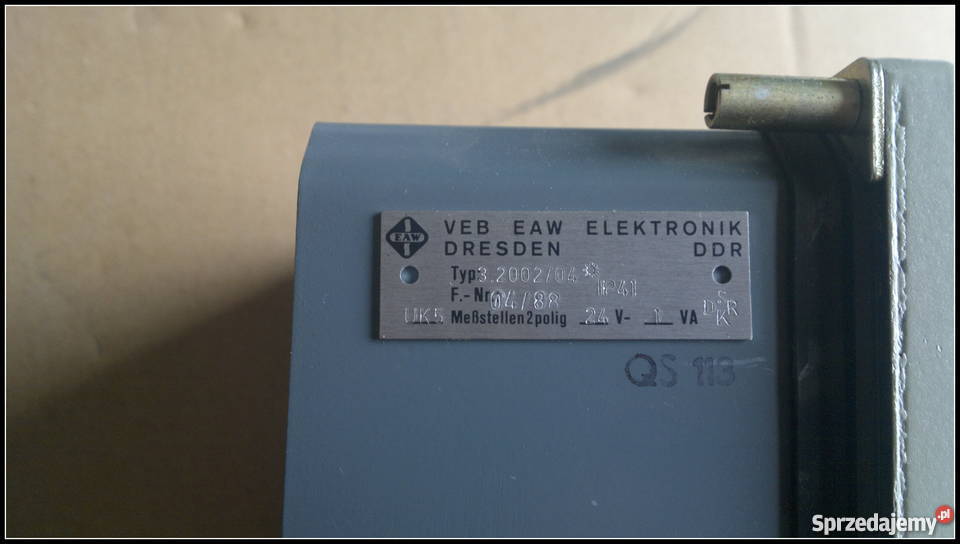 EAW
VEB EAW ELEKTRONIK
DRESDEN DDR
Typ 3.2002/04 *
F.-Nr 04/88 IP41
UK5 Meßstellen 2polig 24 V- 1 VA
QS 113
Sprzedajemy.pl